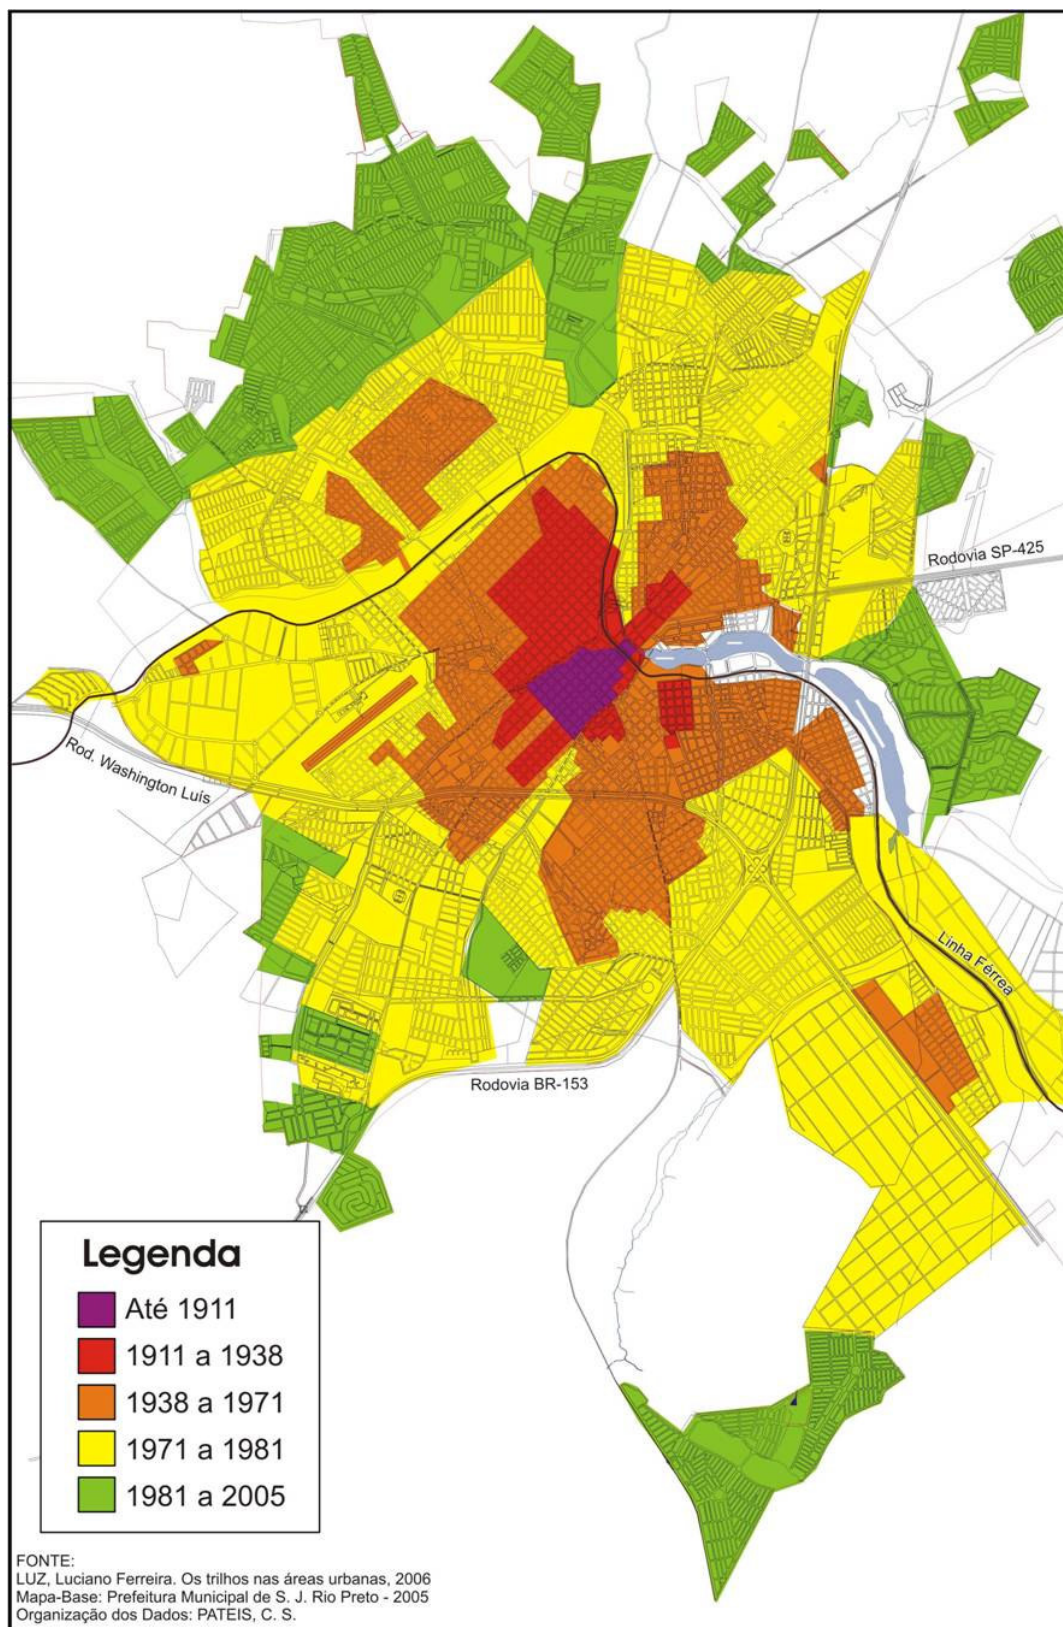 Rodovia SP-425
Rod. Washington Luís
Linha Férrea
Rodovia BR-153
Legenda
Até 1911
1911 a 1938
1938 a 1971
1971 a 1981
1981 a 2005
FONTE:
LUZ, Luciano Ferreira. Os trilhos nas áreas urbanas, 2006
Mapa-Base: Prefeitura Municipal de S. J. Rio Preto - 2005
Organização dos Dados: PATEIS, C. S.